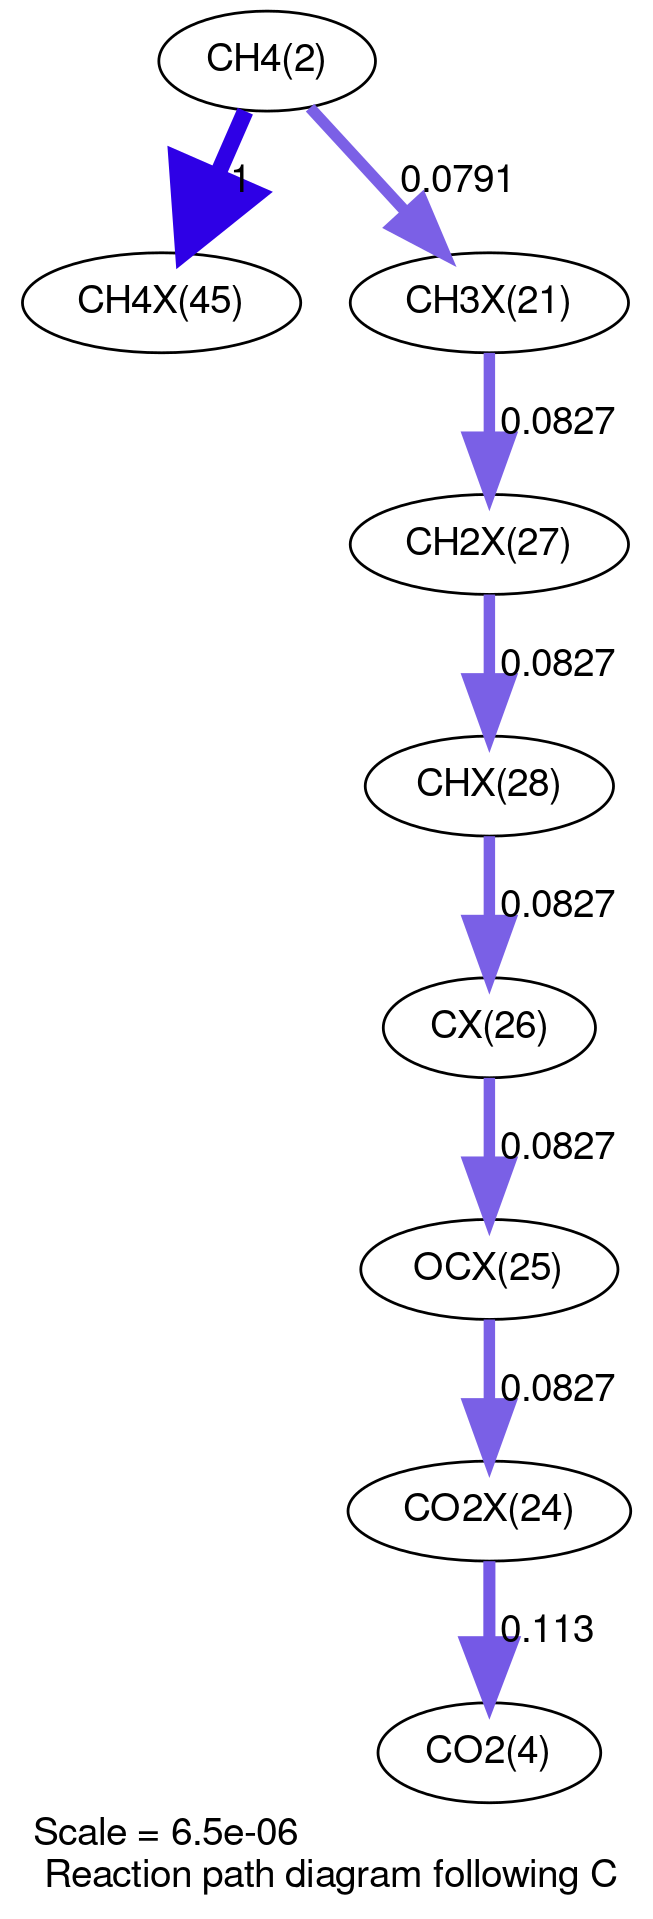 CH4(2)
1
0.0791
CH4X(45)
CH3X(21)
0.0827
CH2X(27)
0.0827
CHX(28)
0.0827
CX(26)
0.0827
OCX(25)
0.0827
CO2X(24)
0.113
CO2(4)
Scale = 6.5e-06
Reaction path diagram following C